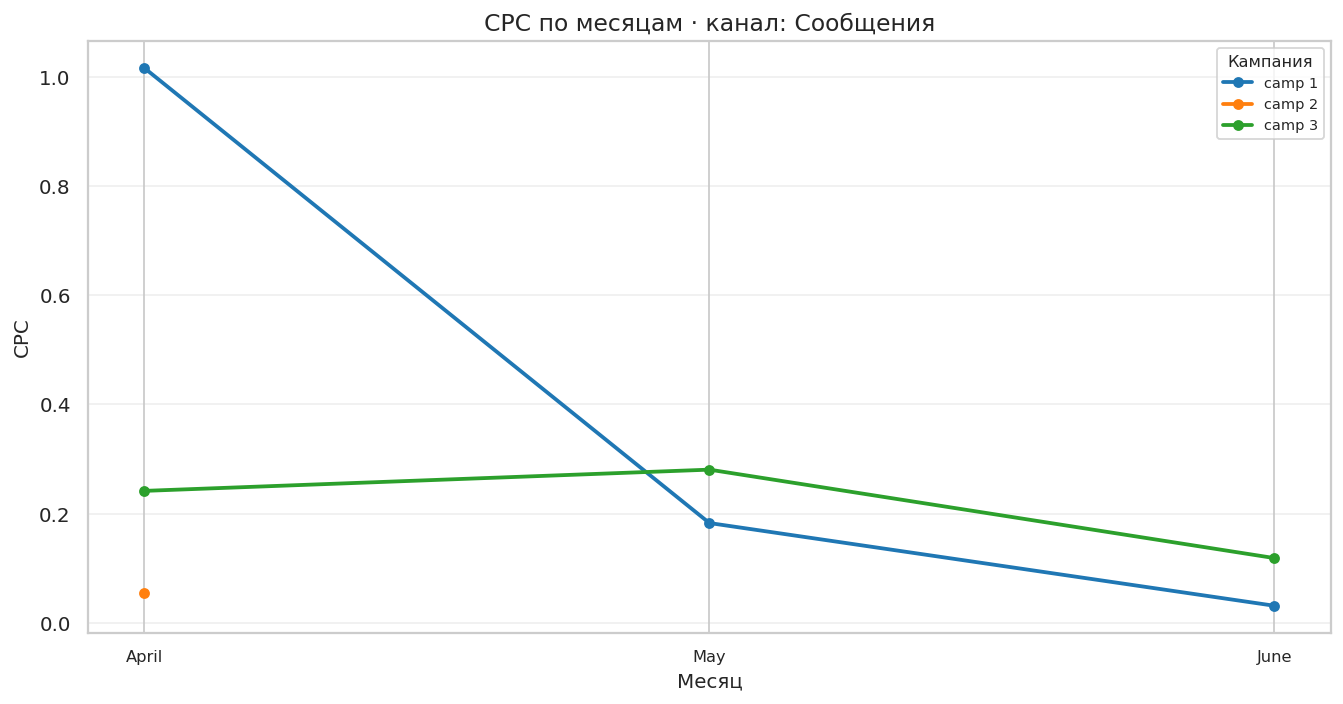 CPC по месяцам · канал: Сообщения
Кампания
camp 1
camp 2
camp 3
1.0
0.8
0.6
0.4
0.2
0.0
CPC
April
May
June
Месяц